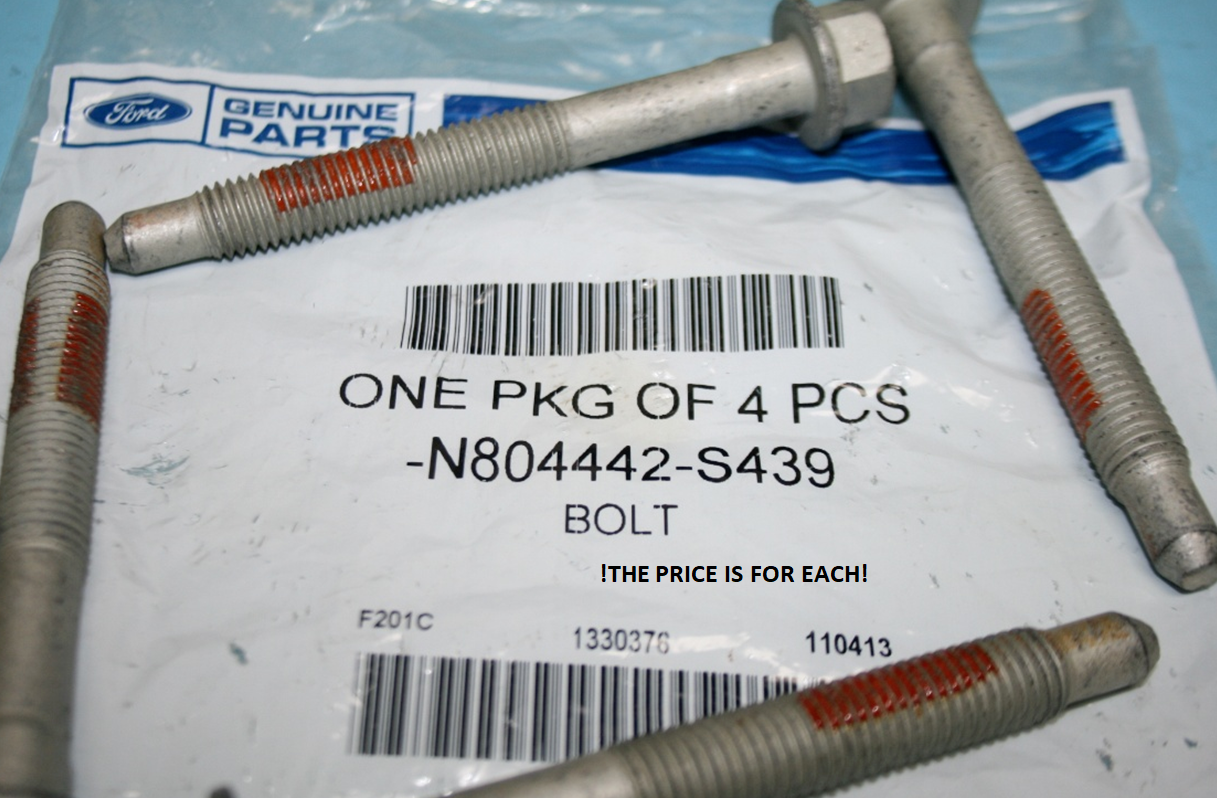 Ford
GENUINE
PARTS
ONE PKG OF 4 PCS
-N804442-S439
BOLT
!THE PRICE IS FOR EACH!
F201C 1330376 110413